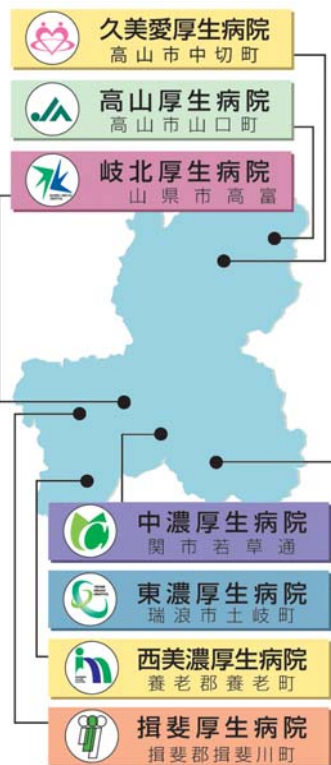 久美愛厚生病院
高山市中切町
高山厚生病院
高山市山口町
岐北厚生病院
山県市高富
中濃厚生病院
関市若草通
東濃厚生病院
瑞浪市土岐町
西美濃厚生病院
養老郡養老町
揖斐厚生病院
揖斐郡揖斐川町